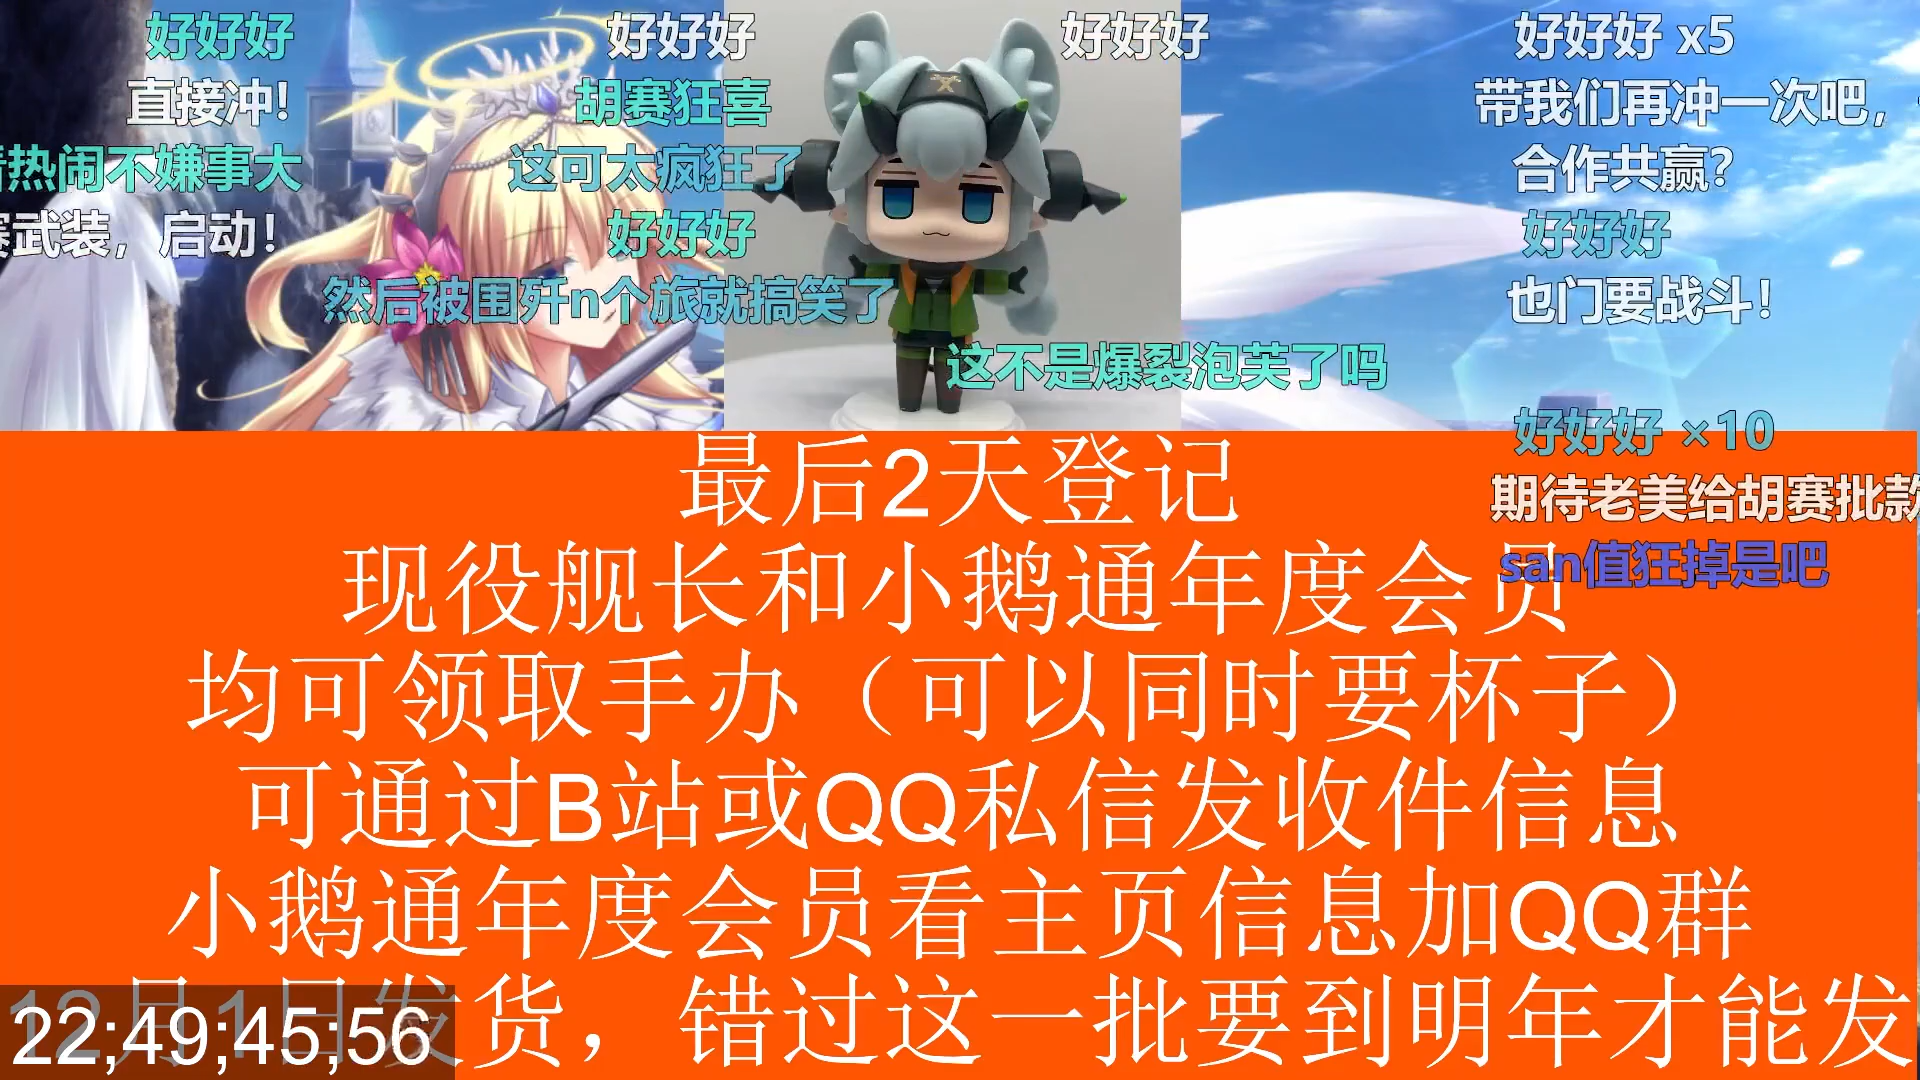 好好好
好好好
好好好
好好好 x5
直接冲！
胡赛狂喜
带我们再冲一次吧，
热闹不嫌事大
这可太疯狂了
合作共赢？
武装，启动！
好好好
好好好
然后被围歼n个旅就搞笑了
也门要战斗！
这不是爆裂泡芙了吗
好好好 ×10
最后2天登记
期待老美给胡赛批款
san值狂掉是吧
现役舰长和小鹅通年度会员
均可领取手办（可以同时要杯子）
可通过B站或QQ私信发收件信息
小鹅通年度会员看主页信息加QQ群
12月1日发货，错过这一批要到明年才能发
22;49;45;56